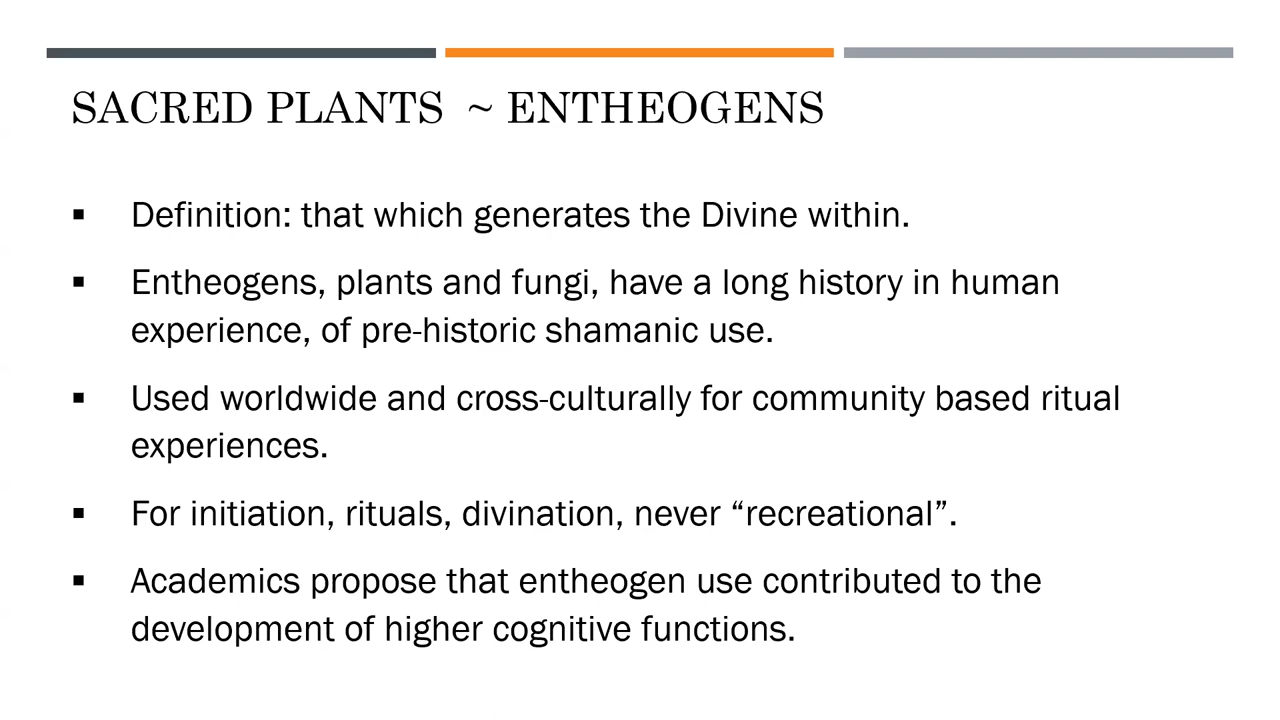 SACRED PLANTS ~ ENTHEOGENS
▪ Definition: that which generates the Divine within.
▪ Entheogens, plants and fungi, have a long history in human
experience, of pre-historic shamanic use.
▪ Used worldwide and cross-culturally for community based ritual
experiences.
▪ For initiation, rituals, divination, never “recreational”.
▪ Academics propose that entheogen use contributed to the
development of higher cognitive functions.